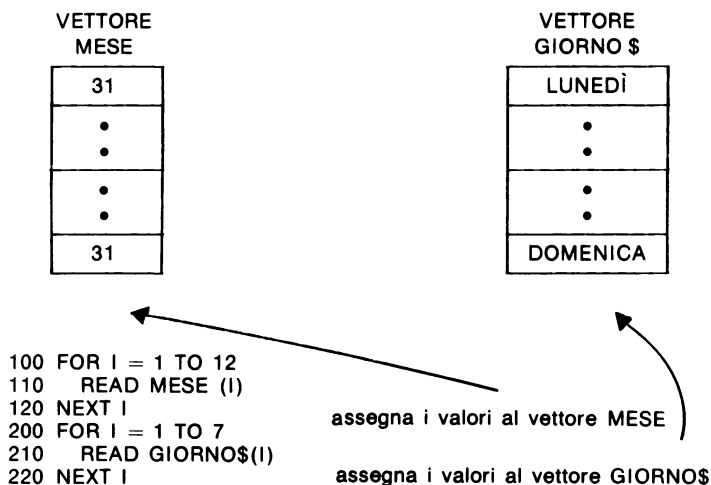 VETTORE
MESE
31
31
VETTORE
GIORNO $
LUNEDÌ
DOMENICA
100 FOR I = 1 TO 12
110 READ MESE (I)
120 NEXT I
200 FOR I = 1 TO 7
210 READ GIORNO$(I)
220 NEXT I
assegna i valori al vettore MESE
assegna i valori al vettore GIORNO$